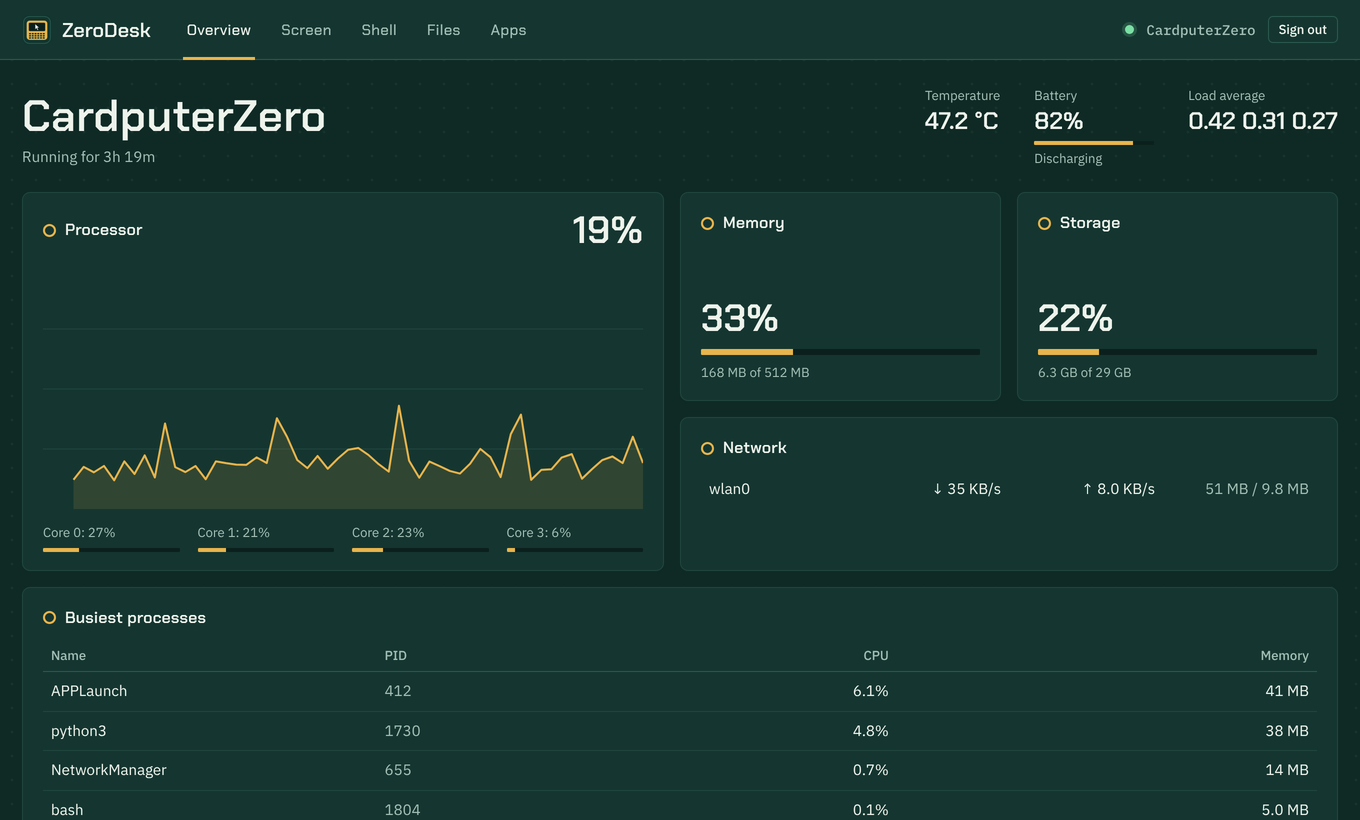 ZeroDesk Overview Screen Shell Files Apps CardputerZero Sign out
CardputerZero
Running for 3h 19m
Temperature
47.2 °C
Battery
82%
Discharging
Load average
0.42 0.31 0.27
Processor 19%
Core 0: 27% Core 1: 21% Core 2: 23% Core 3: 6%
Memory
33%
168 MB of 512 MB
Storage
22%
6.3 GB of 29 GB
Network
wlan0 ↓ 35 KB/s ↑ 8.0 KB/s 51 MB / 9.8 MB
Busiest processes
Name PID CPU Memory
APPLaunch 412 6.1% 41 MB
python3 1730 4.8% 38 MB
NetworkManager 655 0.7% 14 MB
bash 1804 0.1% 5.0 MB